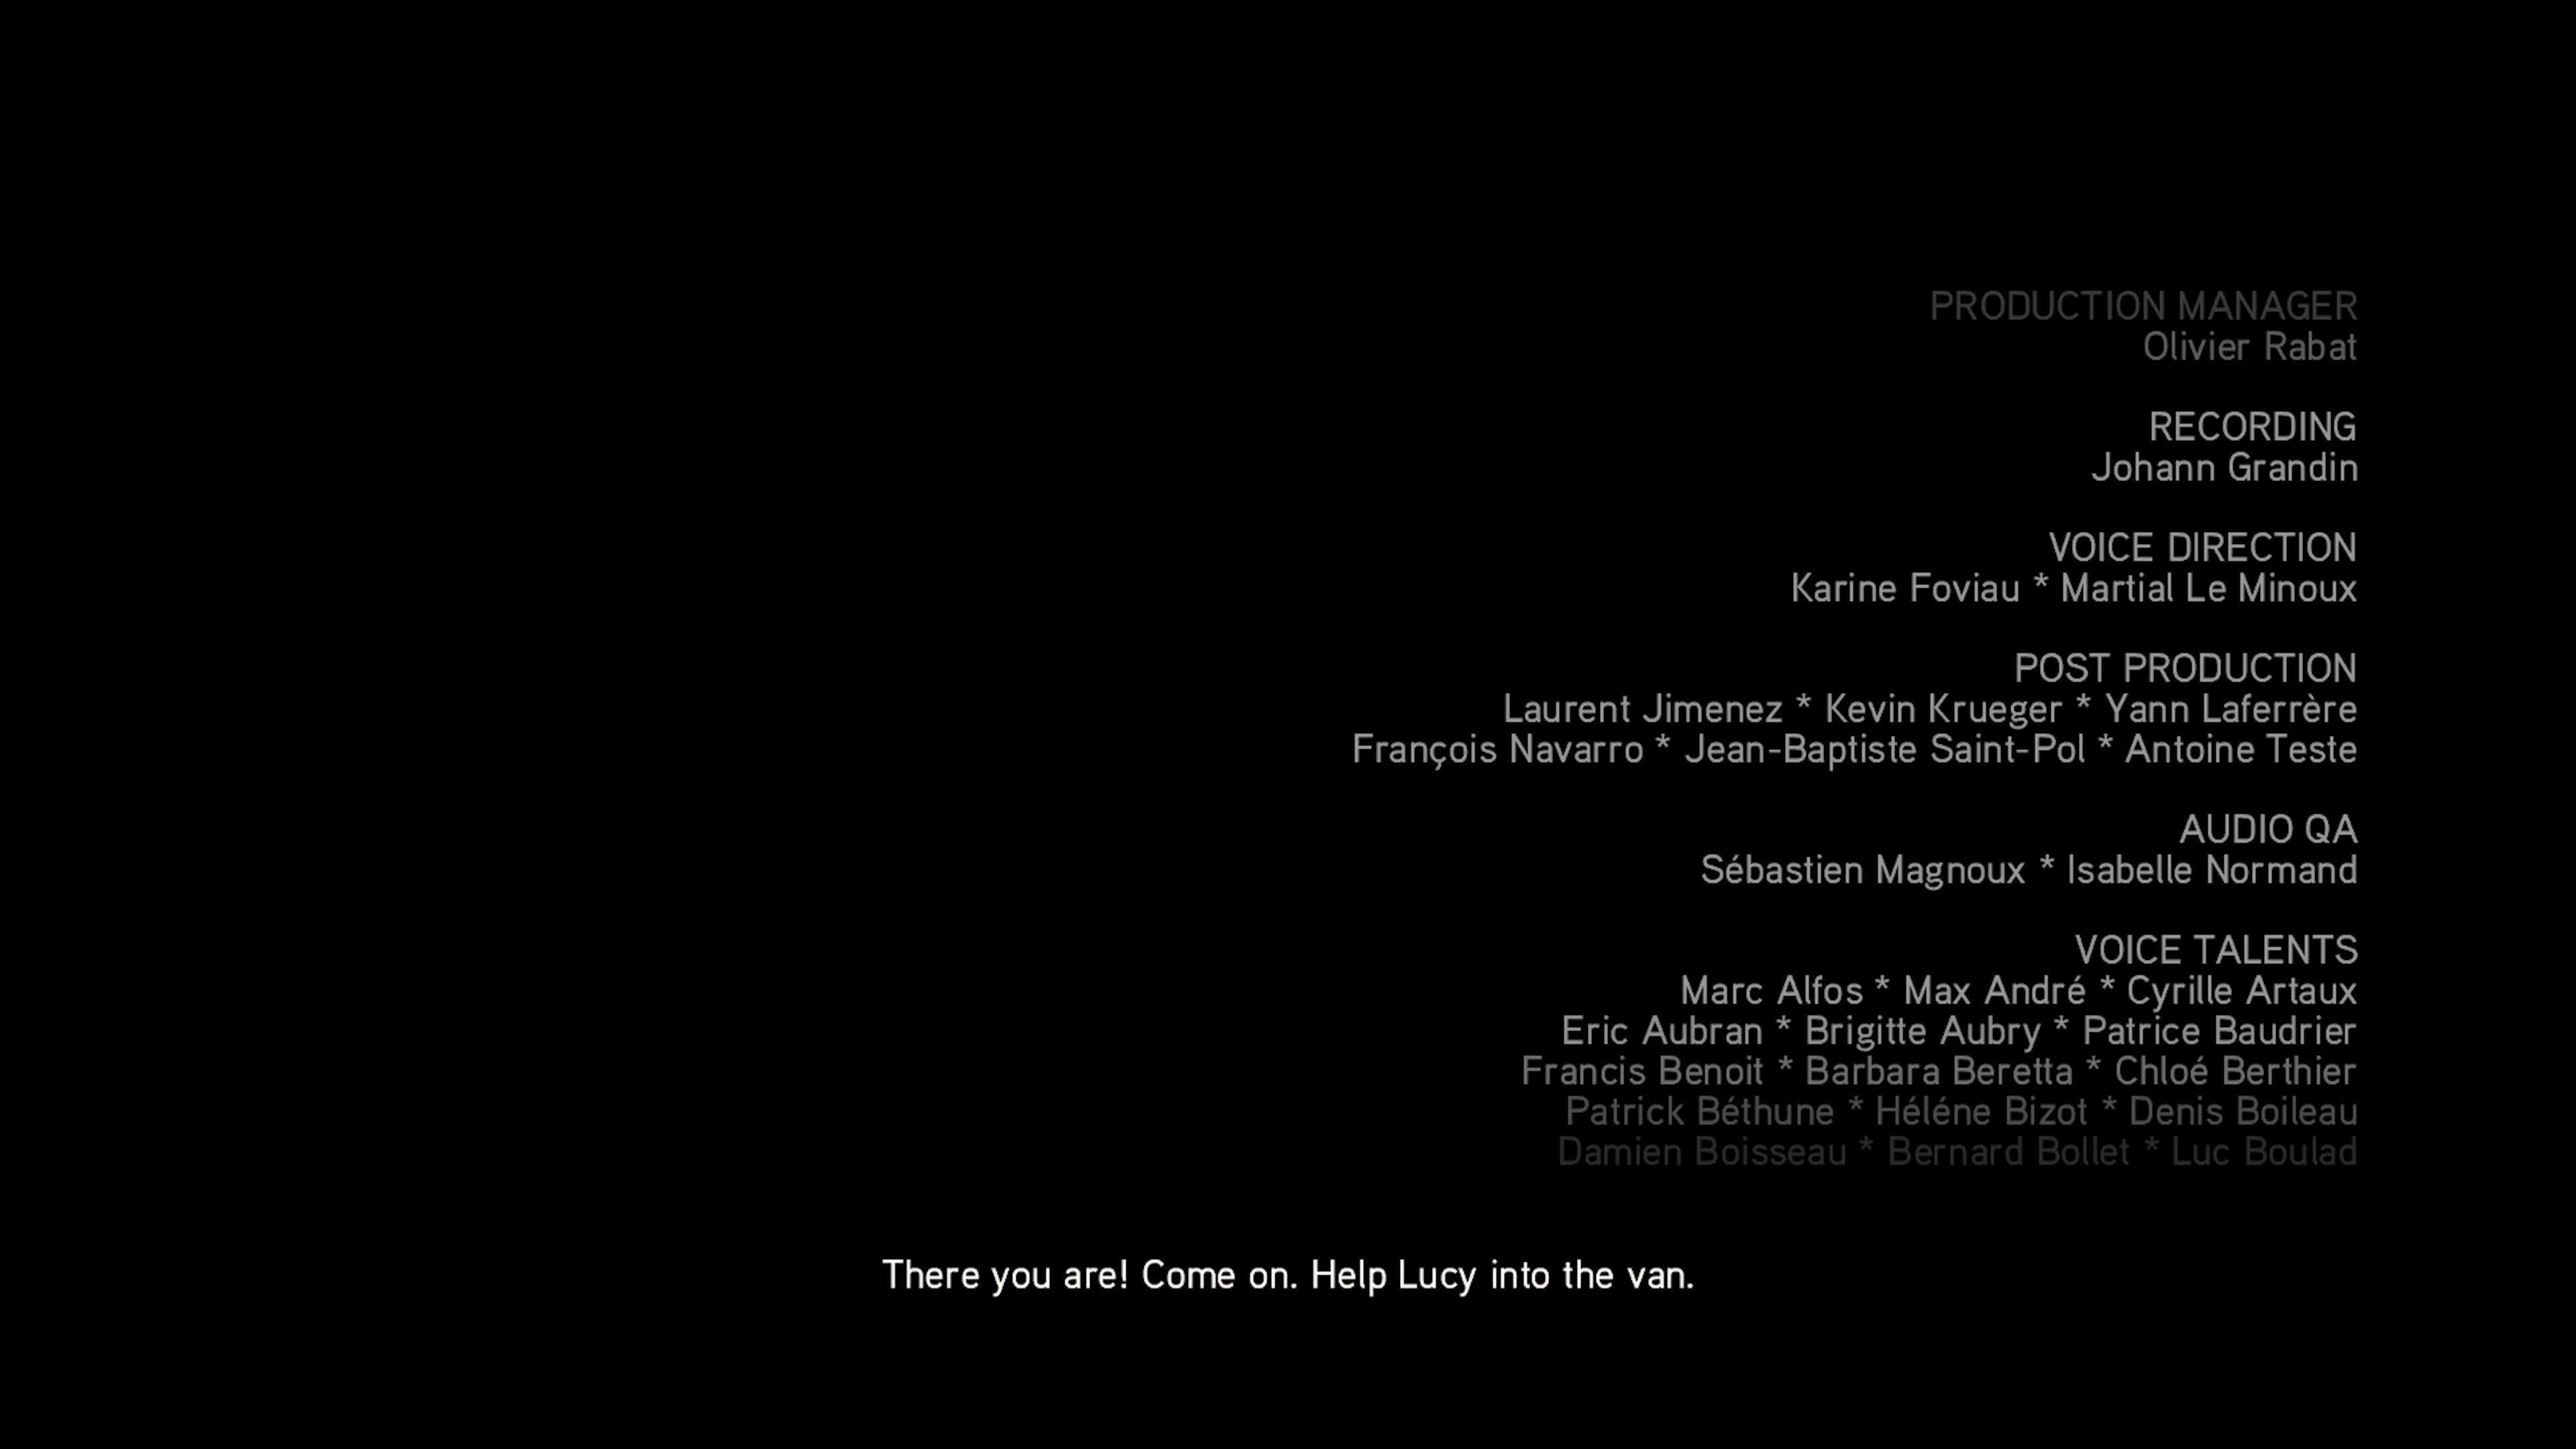 PRODUCTION MANAGER
Olivier Rabat
RECORDING
Johann Grandin
VOICE DIRECTION
Karine Foviau * Martial Le Minoux
POST PRODUCTION
Laurent Jimenez * Kevin Krueger * Yann Laferrère
François Navarro * Jean-Baptiste Saint-Pol * Antoine Teste
AUDIO QA
Sébastien Magnoux * Isabelle Normand
VOICE TALENTS
Marc Alfos * Max André * Cyrille Artaux
Eric Aubran * Brigitte Aubry * Patrice Baudrier
Francis Benoit * Barbara Beretta * Chloé Berthier
Patrick Béthune * Héléne Bizot * Denis Boileau
Damien Boisseau * Bernard Bollet * Luc Boulad
There you are! Come on. Help Lucy into the van.